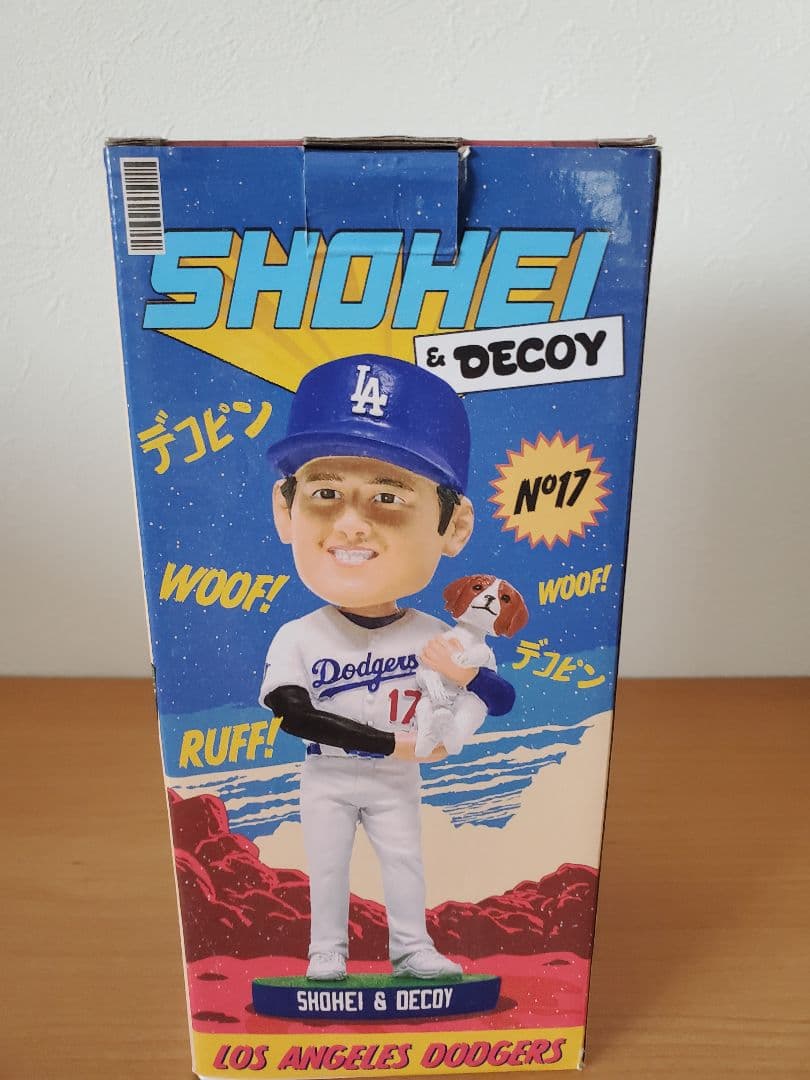 SHOHEI
& DECOY
LA
デコピン
Nº17
WOOF!
WOOF!
Dodgers
17
デコピン
RUFF!
SHOHEI & DECOY
LOS ANGELES DODGERS